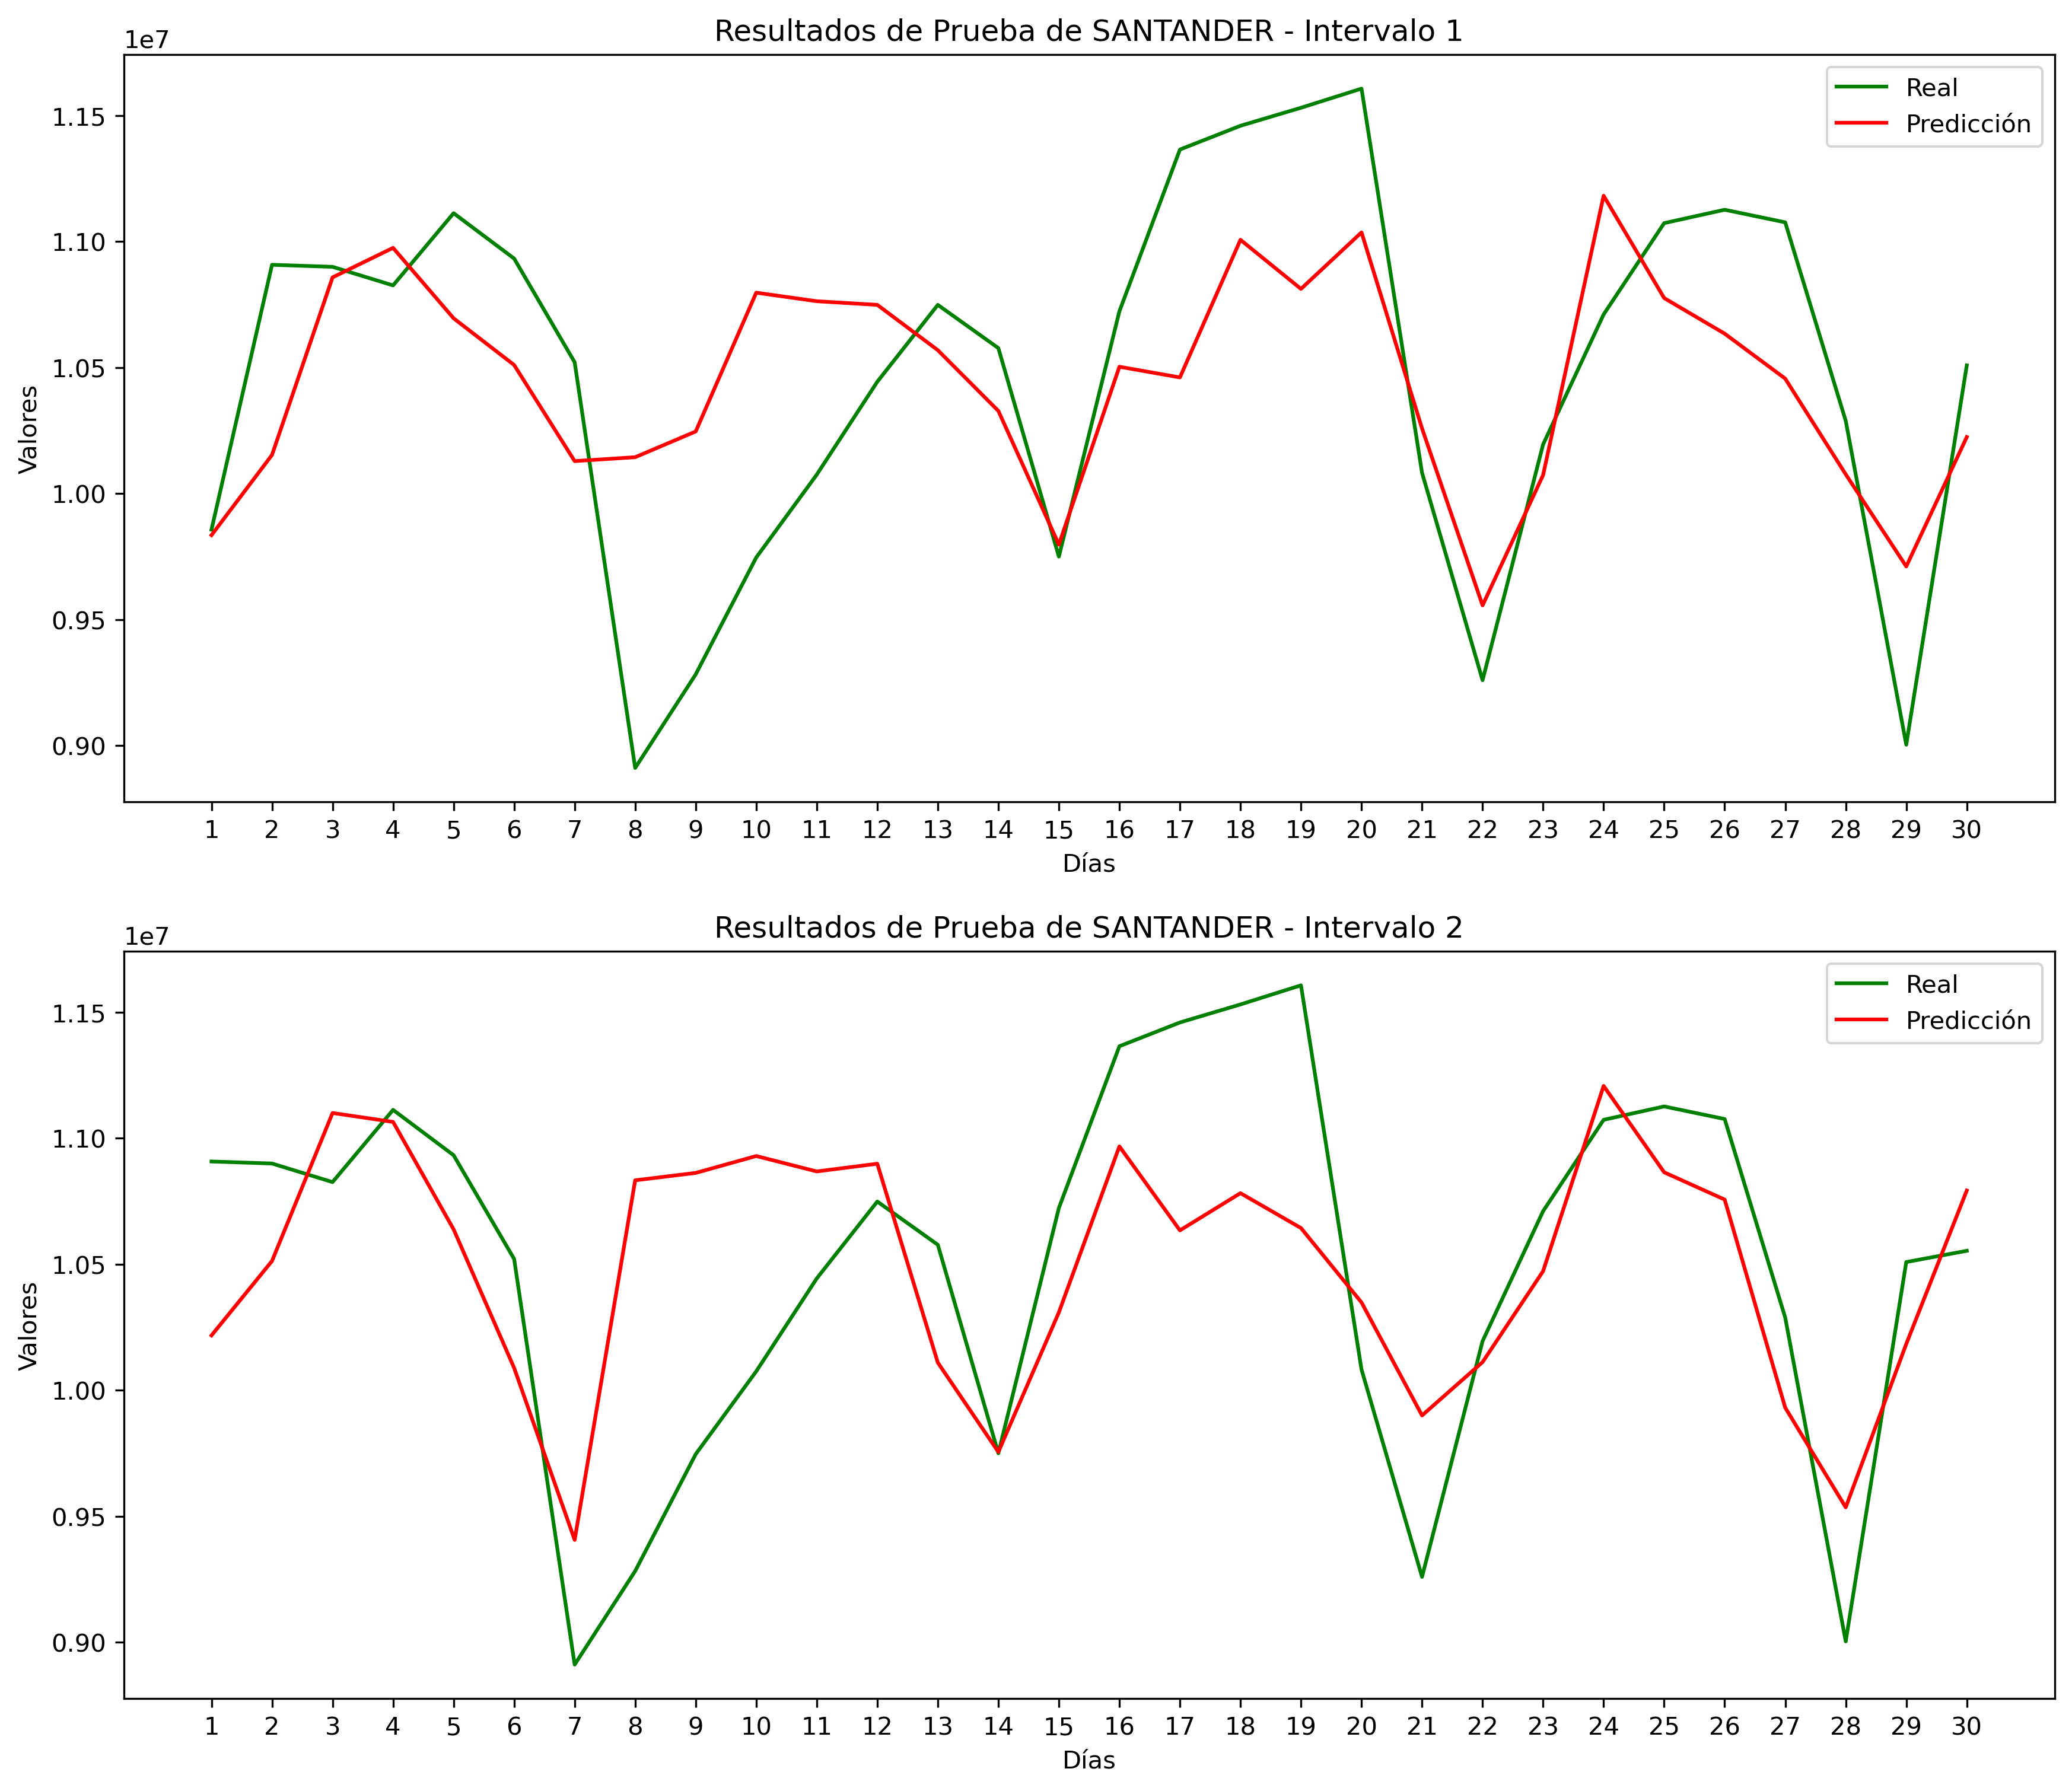 Resultados de Prueba de SANTANDER - Intervalo 1
1e7
Real
Predicción
1.15
1.10
1.05
1.00
0.95
0.90
Valores
1 2 3 4 5 6 7 8 9 10 11 12 13 14 15 16 17 18 19 20 21 22 23 24 25 26 27 28 29 30
Días
Resultados de Prueba de SANTANDER - Intervalo 2
1e7
Real
Predicción
1.15
1.10
1.05
1.00
0.95
0.90
Valores
1 2 3 4 5 6 7 8 9 10 11 12 13 14 15 16 17 18 19 20 21 22 23 24 25 26 27 28 29 30
Días